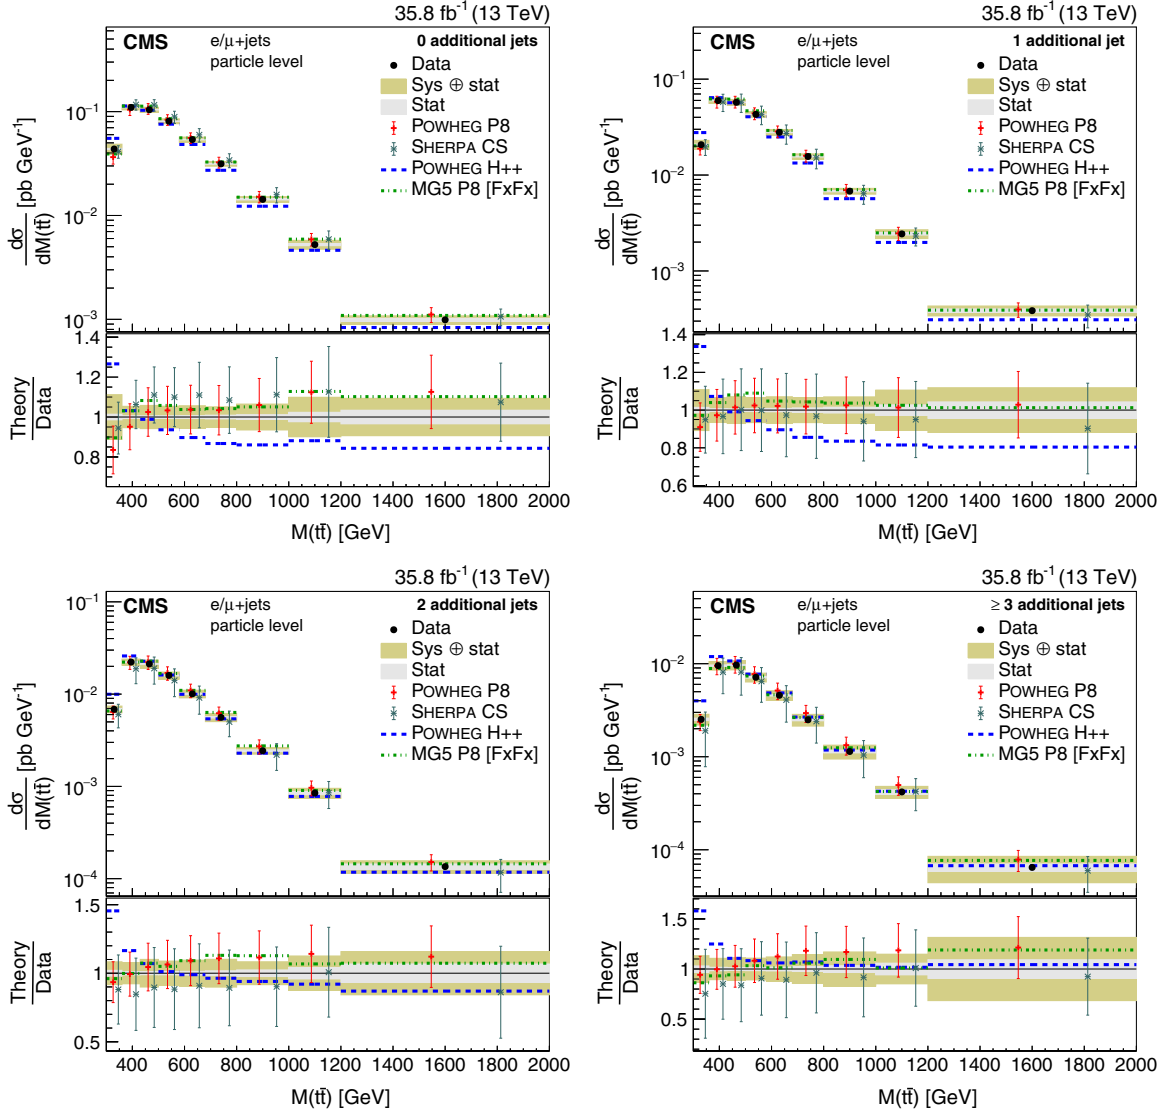 35.8 fb⁻¹ (13 TeV)
CMS
e/μ+jets
particle level
0 additional jets
Data
Sys ⊕ stat
Stat
POWHEG P8
SHERPA CS
POWHEG H++
MG5 P8 [FxFx]
dσ
dM(tt̄)
[pb GeV⁻¹]
10⁻¹
10⁻²
10⁻³
Theory
Data
1.4
1.2
1
0.8
400 600 800 1000 1200 1400 1600 1800 2000
M(tt̄) [GeV]
35.8 fb⁻¹ (13 TeV)
CMS
e/μ+jets
particle level
1 additional jet
Data
Sys ⊕ stat
Stat
POWHEG P8
SHERPA CS
POWHEG H++
MG5 P8 [FxFx]
dσ
dM(tt̄)
[pb GeV⁻¹]
10⁻¹
10⁻²
10⁻³
Theory
Data
1.4
1.2
1
0.8
0.6
400 600 800 1000 1200 1400 1600 1800 2000
M(tt̄) [GeV]
35.8 fb⁻¹ (13 TeV)
CMS
e/μ+jets
particle level
2 additional jets
Data
Sys ⊕ stat
Stat
POWHEG P8
SHERPA CS
POWHEG H++
MG5 P8 [FxFx]
dσ
dM(tt̄)
[pb GeV⁻¹]
10⁻¹
10⁻²
10⁻³
10⁻⁴
Theory
Data
1.5
1
0.5
400 600 800 1000 1200 1400 1600 1800 2000
M(tt̄) [GeV]
35.8 fb⁻¹ (13 TeV)
CMS
e/μ+jets
particle level
≥ 3 additional jets
Data
Sys ⊕ stat
Stat
POWHEG P8
SHERPA CS
POWHEG H++
MG5 P8 [FxFx]
dσ
dM(tt̄)
[pb GeV⁻¹]
10⁻²
10⁻³
10⁻⁴
Theory
Data
1.5
1
0.5
400 600 800 1000 1200 1400 1600 1800 2000
M(tt̄) [GeV]